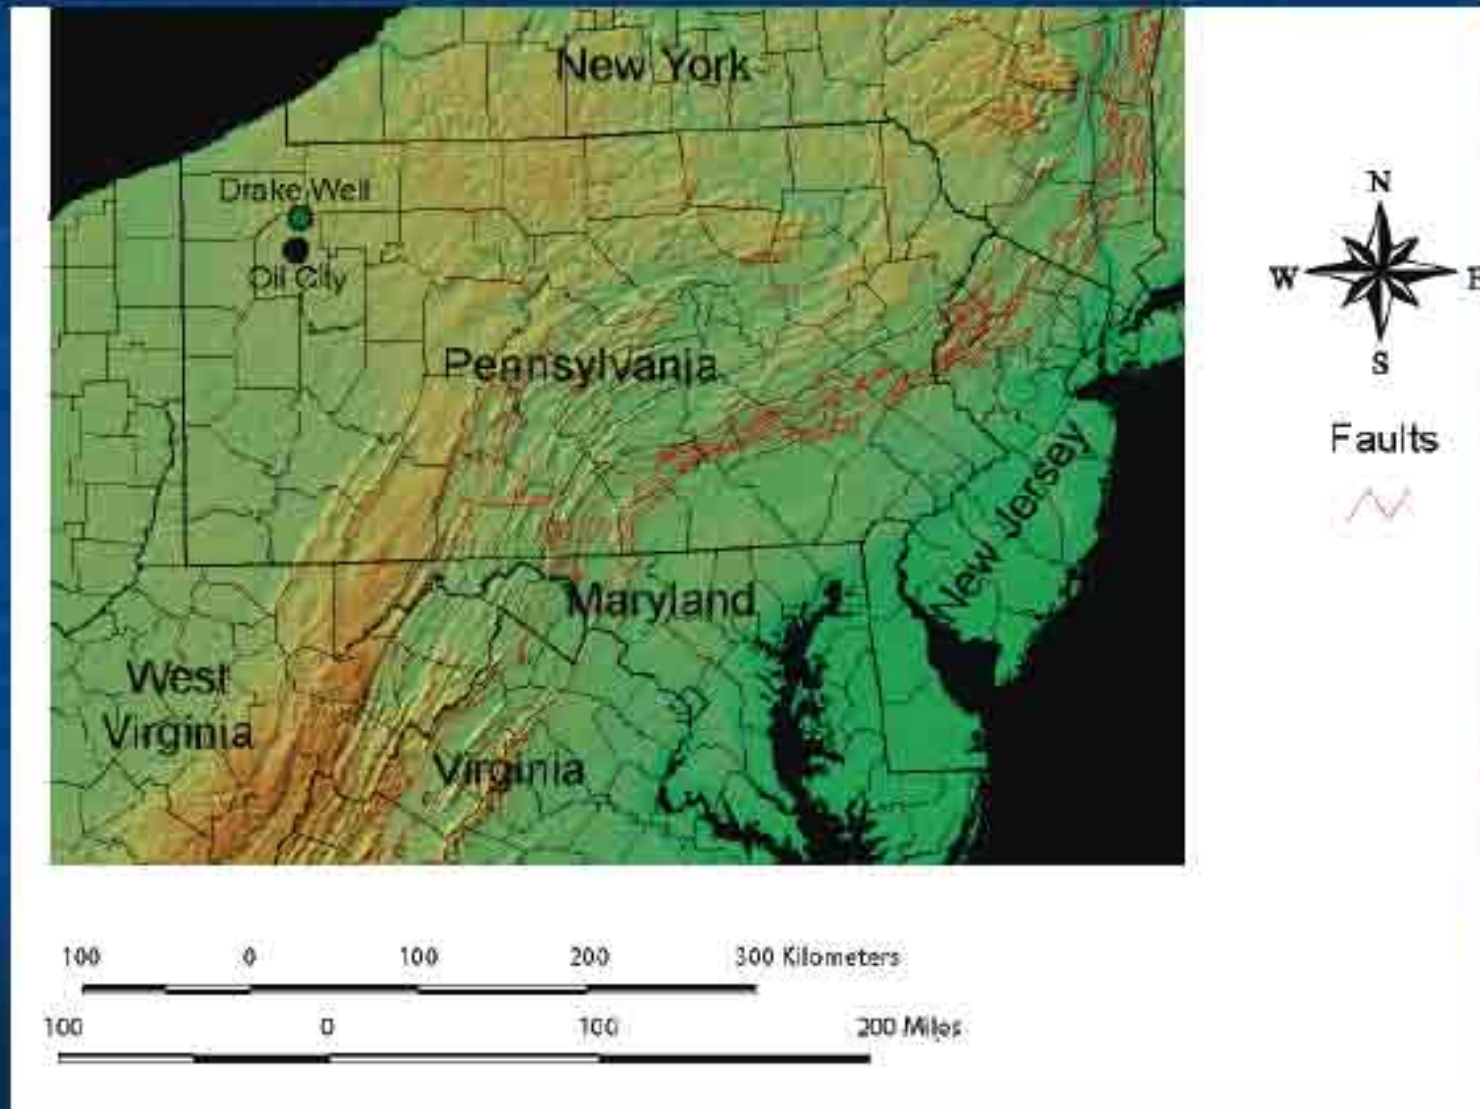 New York
Drake Well
Oil City
Pennsylvania
New Jersey
Maryland
West
Virginia
Virginia
N
W
E
S
Faults
100 0 100 200 300 Kilometers
100 0 100 200 Miles